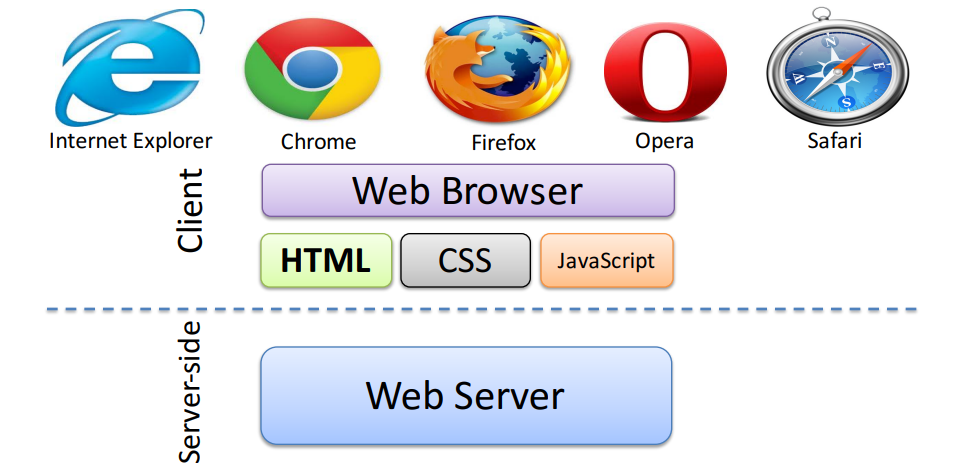 Internet Explorer
Chrome
Firefox
Opera
Safari
Client
Web Browser
HTML
CSS
JavaScript
Server-side
Web Server
N
E
S
W